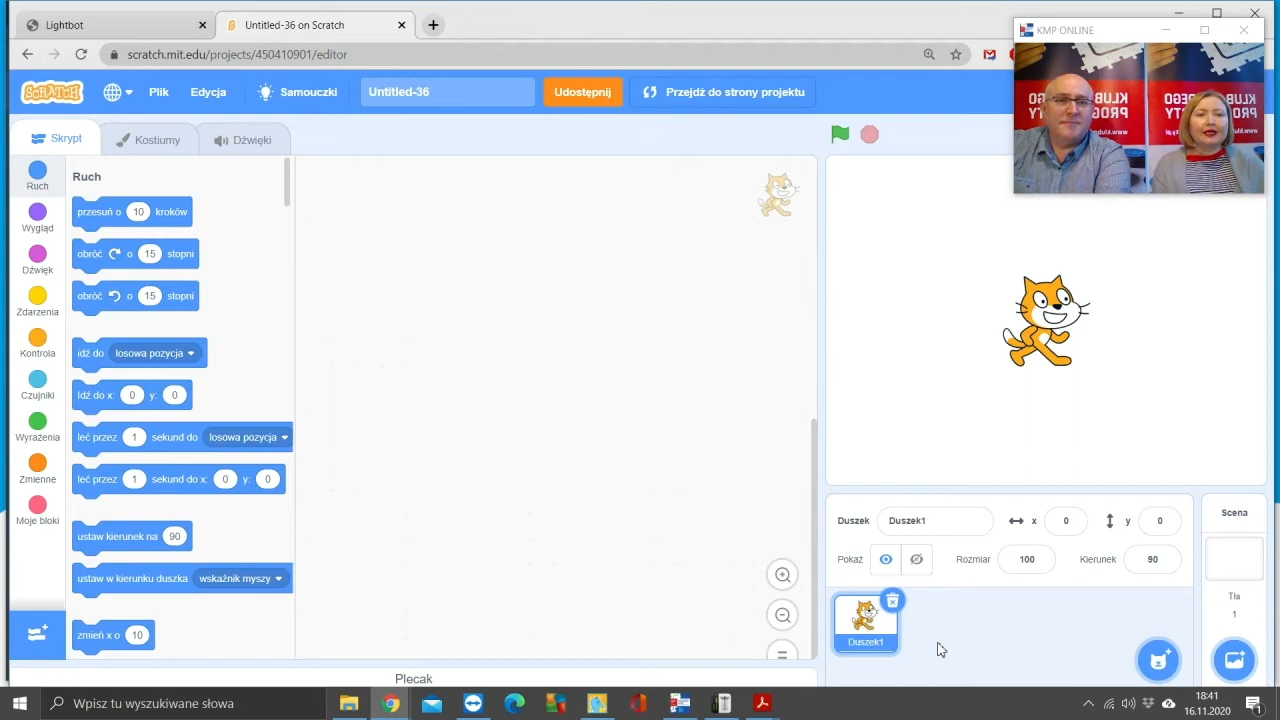 Lightbot
Untitled-36 on Scratch
KMP ONLINE
scratch.mit.edu/projects/450410901/editor
SCRATCH
Plik
Edycja
Samouczki
Untitled-36
Udostępnij
Przejdź do strony projektu
Skrypt
Kostiumy
Dźwięki
Ruch
Wygląd
Dźwięk
Zdarzenia
Kontrola
Czujniki
Wyrażenia
Zmienne
Moje bloki
Ruch
przesuń o 10 kroków
obróć o 15 stopni
obróć o 15 stopni
idź do losowa pozycja
Idź do x: 0 y: 0
leć przez 1 sekund do losowa pozycja
leć przez 1 sekund do x: 0 y: 0
ustaw kierunek na 90
ustaw w kierunku duszka wskaźnik myszy
zmień x o 10
Duszek Duszek1 x 0 y 0
Pokaż Rozmiar 100 Kierunek 90
Duszek1
Scena
Tła
1
Plecak
Wpisz tu wyszukiwane słowa
18:41
16.11.2020
1